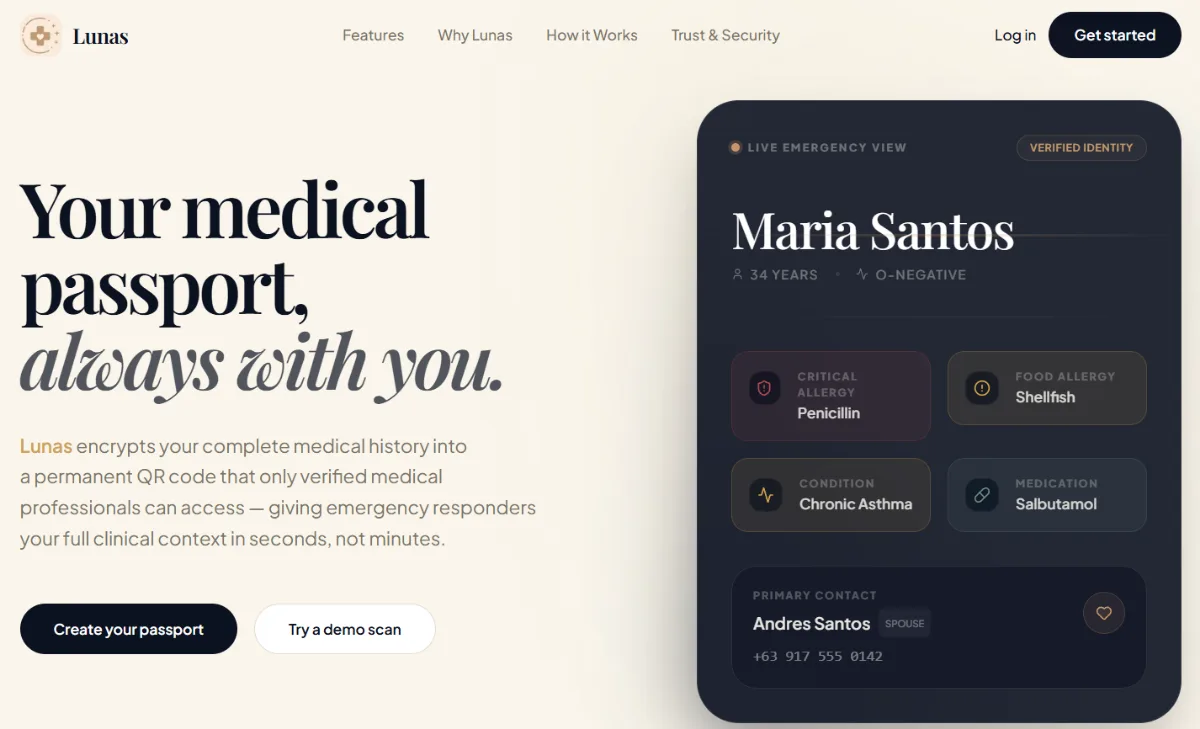 Lunas
Features
Why Lunas
How it Works
Trust & Security
Log in
Get started
Your medical
passport,
always with you.
Lunas encrypts your complete medical history into
a permanent QR code that only verified medical
professionals can access — giving emergency responders
your full clinical context in seconds, not minutes.
Create your passport
Try a demo scan
LIVE EMERGENCY VIEW
VERIFIED IDENTITY
Maria Santos
34 YEARS
O-NEGATIVE
CRITICAL
ALLERGY
Penicillin
FOOD ALLERGY
Shellfish
CONDITION
Chronic Asthma
MEDICATION
Salbutamol
PRIMARY CONTACT
Andres Santos SPOUSE
+63 917 555 0142